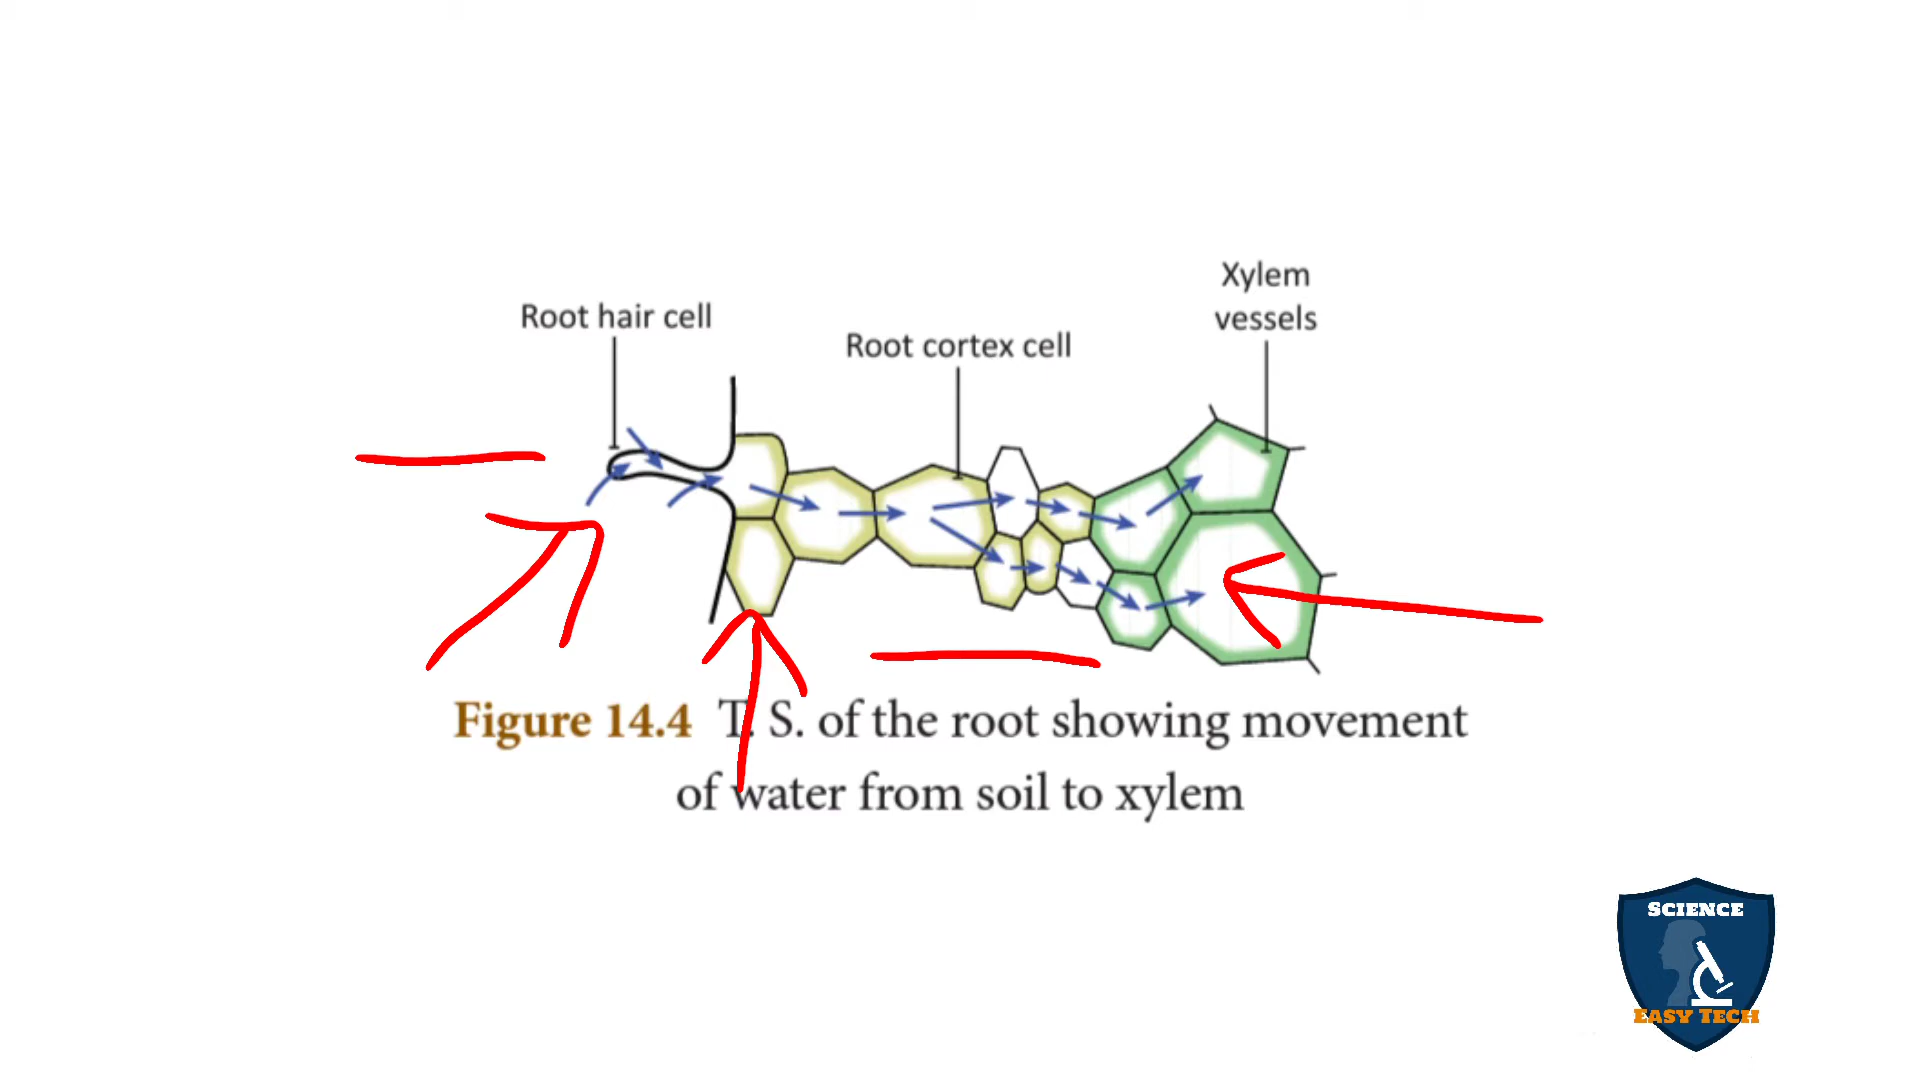 Xylem
vessels
Root hair cell
Root cortex cell
Figure 14.4 T. S. of the root showing movement
of water from soil to xylem
SCIENCE
EASY TECH